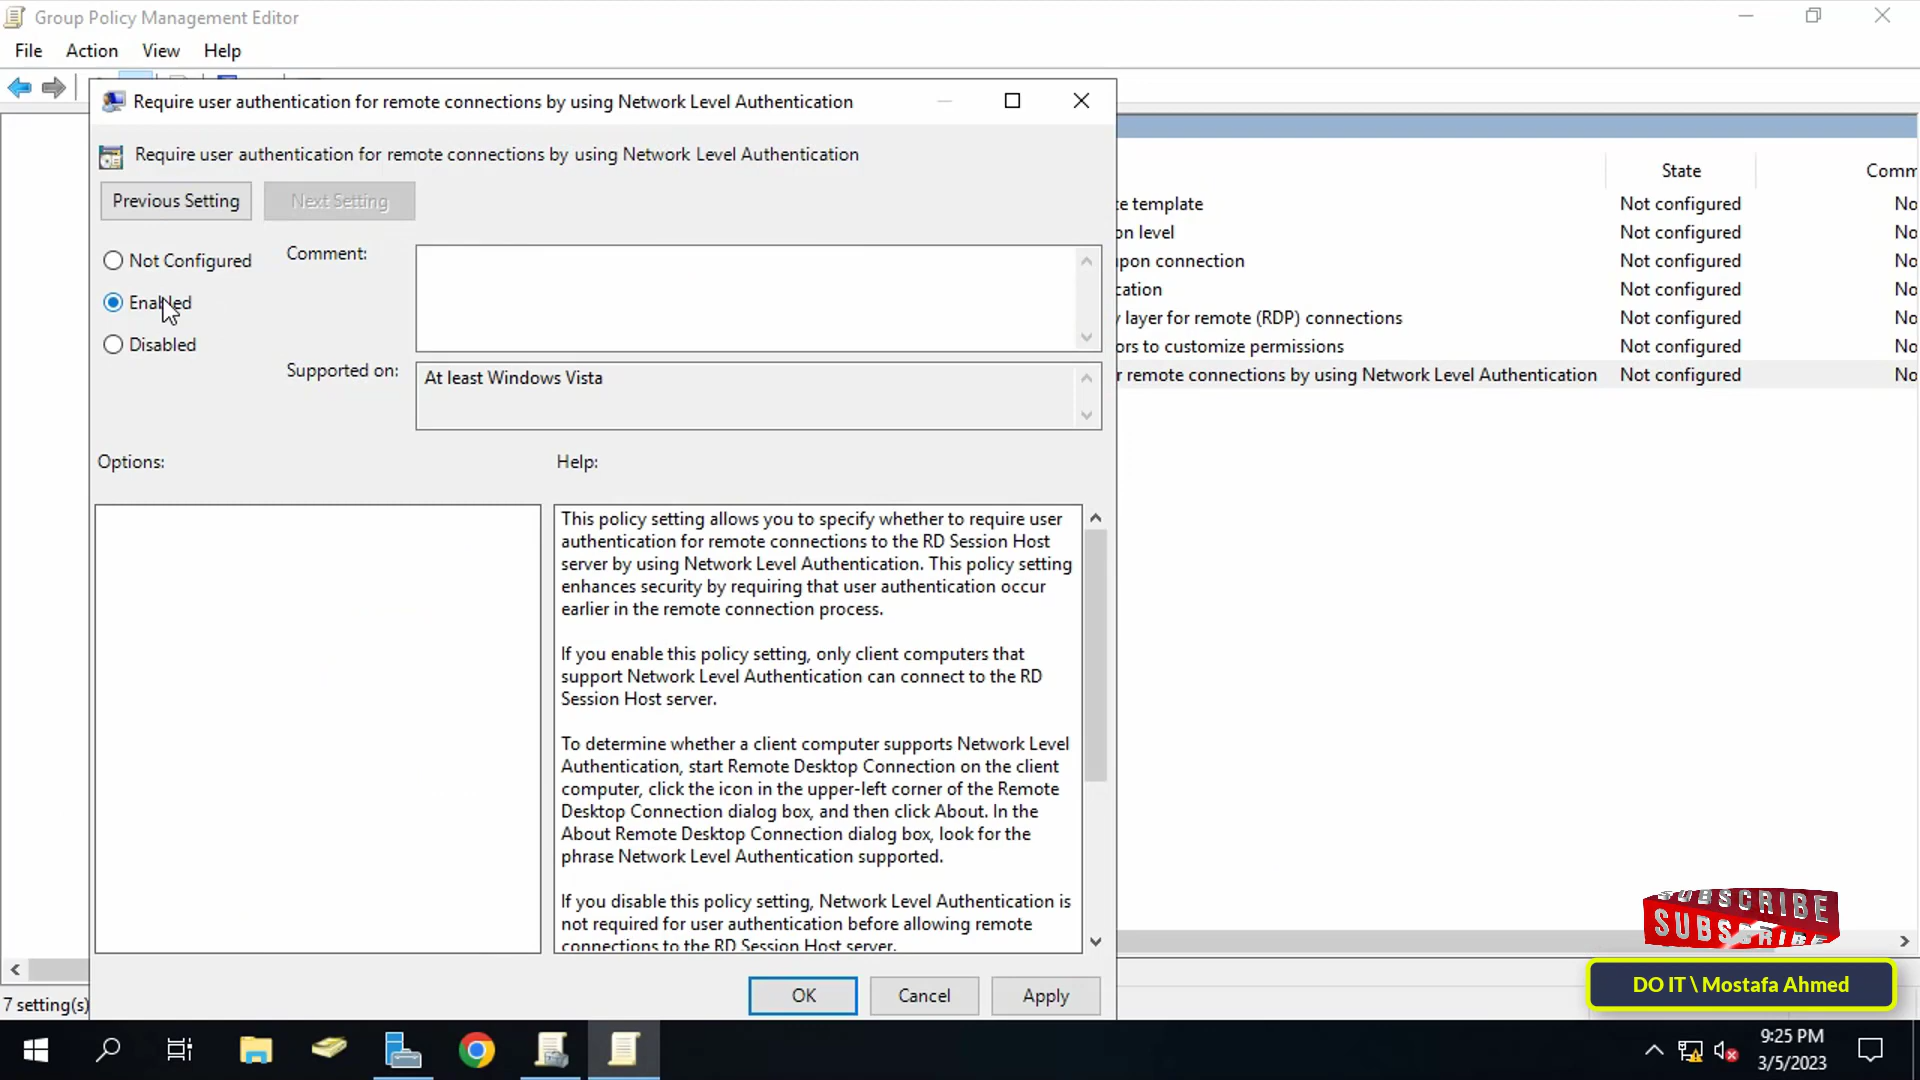 Group Policy Management Editor
File Action View Help
Require user authentication for remote connections by using Network Level Authentication
Require user authentication for remote connections by using Network Level Authentication
Previous Setting Next Setting
Not Configured
Enabled
Disabled
Comment:
Supported on:
At least Windows Vista
Options:
Help:
This policy setting allows you to specify whether to require user
authentication for remote connections to the RD Session Host
server by using Network Level Authentication. This policy setting
enhances security by requiring that user authentication occur
earlier in the remote connection process.
If you enable this policy setting, only client computers that
support Network Level Authentication can connect to the RD
Session Host server.
To determine whether a client computer supports Network Level
Authentication, start Remote Desktop Connection on the client
computer, click the icon in the upper-left corner of the Remote
Desktop Connection dialog box, and then click About. In the
About Remote Desktop Connection dialog box, look for the
phrase Network Level Authentication supported.
If you disable this policy setting, Network Level Authentication is
not required for user authentication before allowing remote
connections to the RD Session Host server.
OK Cancel Apply
State Comm
e template Not configured No
on level Not configured No
upon connection Not configured No
cation Not configured No
y layer for remote (RDP) connections Not configured No
ors to customize permissions Not configured No
r remote connections by using Network Level Authentication Not configured No
7 setting(s)
SUBSCRIBE
SUBSCRIBE
DO IT \ Mostafa Ahmed
9:25 PM
3/5/2023